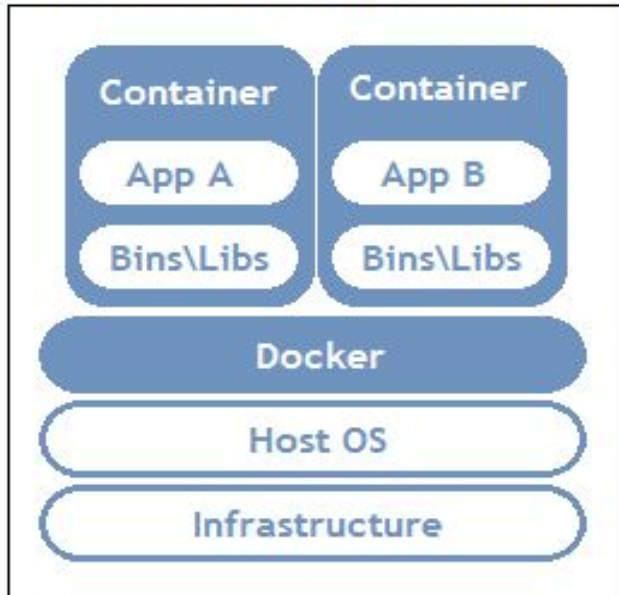 Container
Container
App A
App B
Bins\Libs
Bins\Libs
Docker
Host OS
Infrastructure